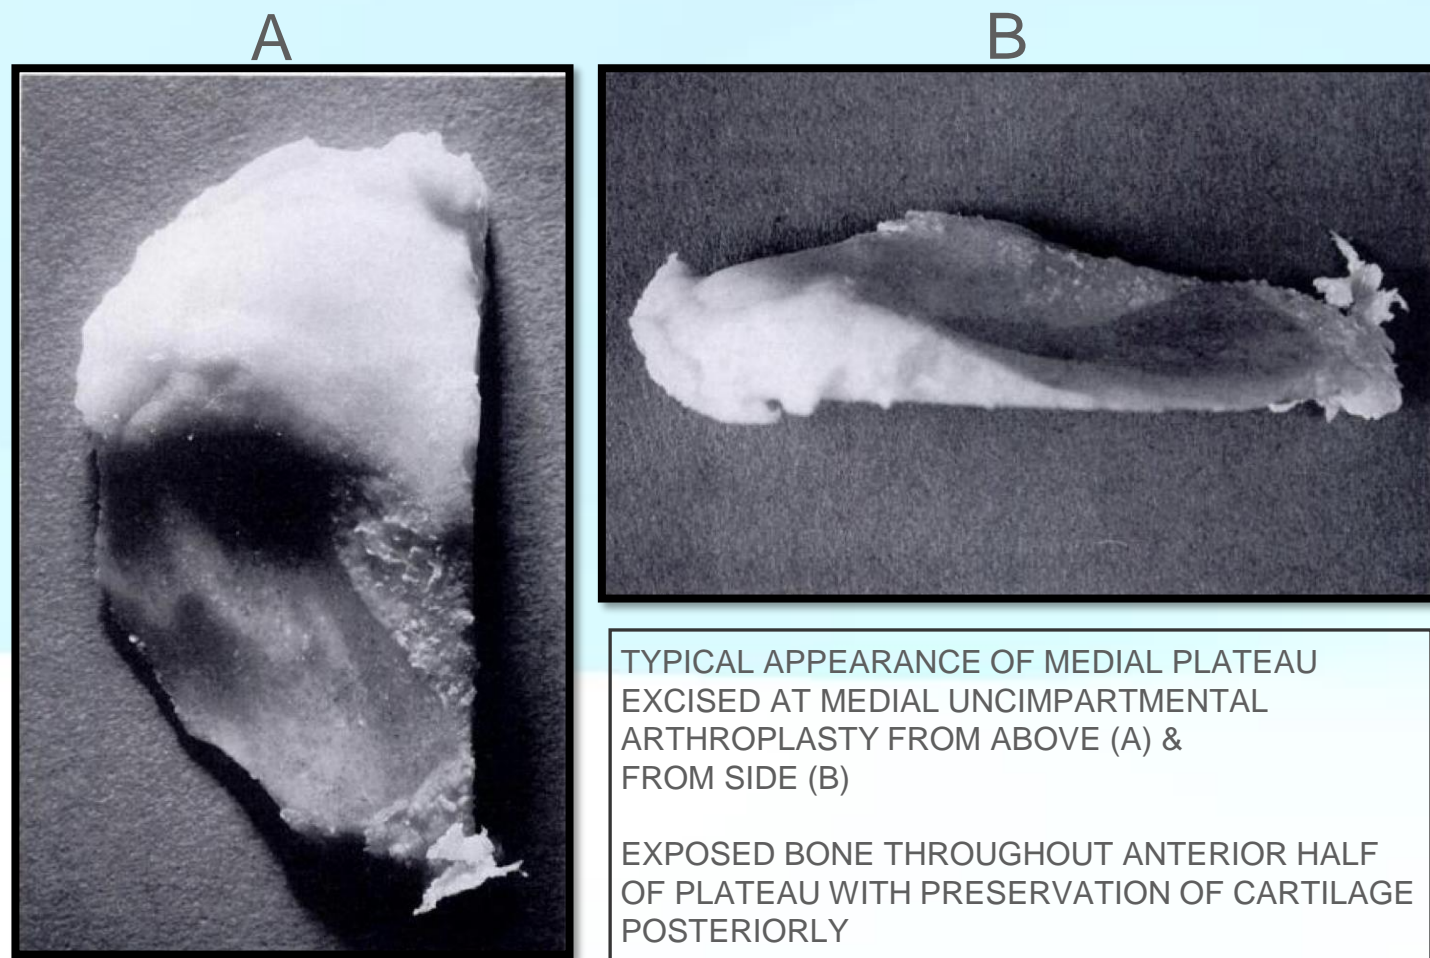 A
B
TYPICAL APPEARANCE OF MEDIAL PLATEAU
EXCISED AT MEDIAL UNCIMPARTMENTAL
ARTHROPLASTY FROM ABOVE (A) &
FROM SIDE (B)
EXPOSED BONE THROUGHOUT ANTERIOR HALF
OF PLATEAU WITH PRESERVATION OF CARTILAGE
POSTERIORLY